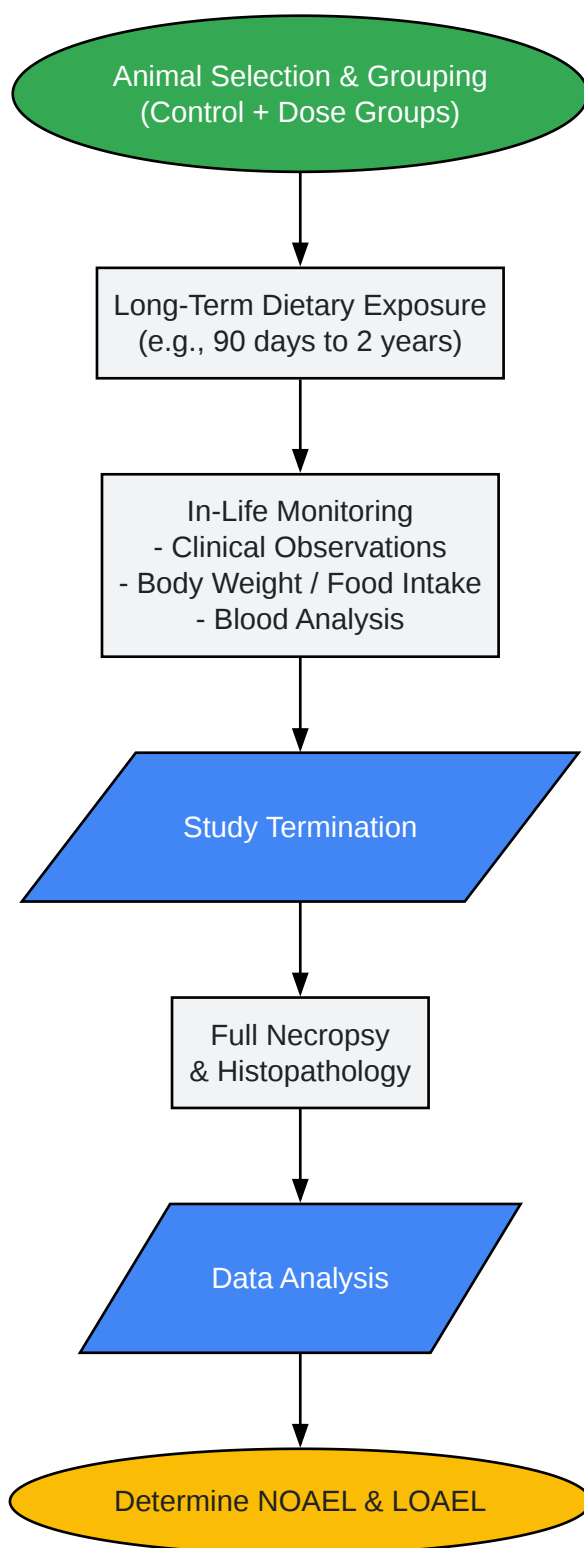 Animal Selection & Grouping
(Control + Dose Groups)
Long-Term Dietary Exposure
(e.g., 90 days to 2 years)
In-Life Monitoring
- Clinical Observations
- Body Weight / Food Intake
- Blood Analysis
Study Termination
Full Necropsy
& Histopathology
Data Analysis
Determine NOAEL & LOAEL